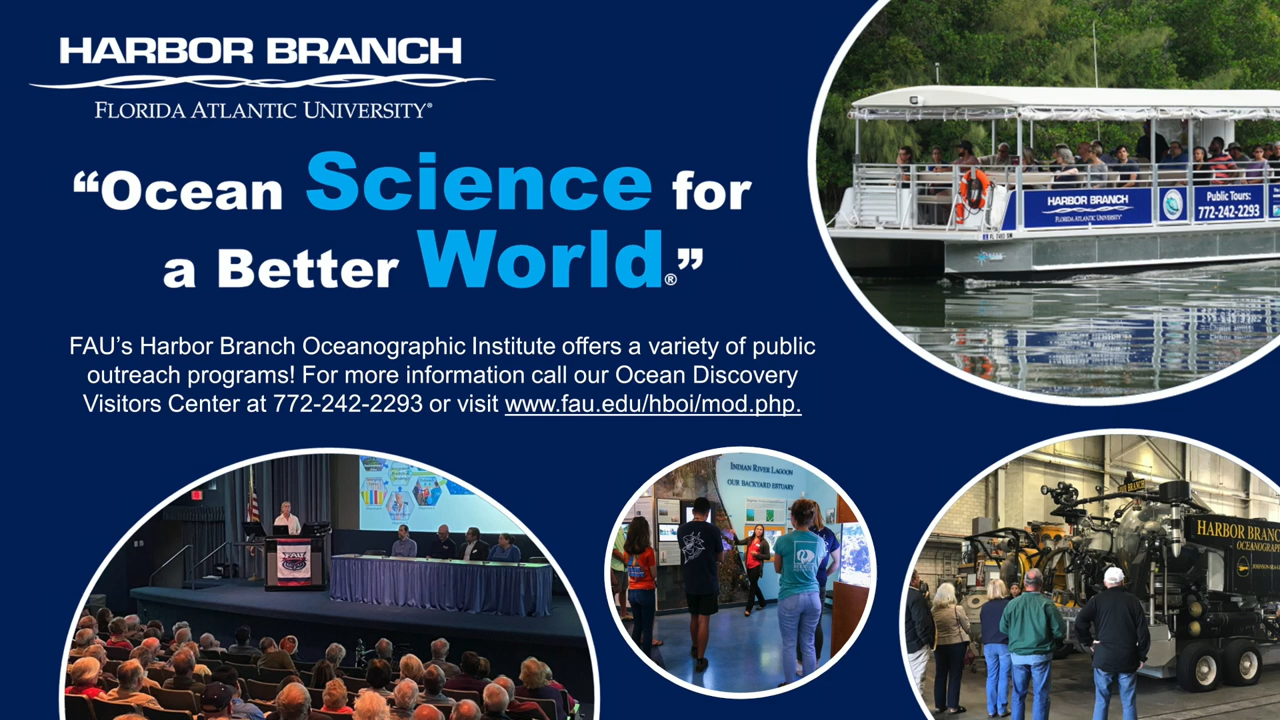 HARBOR BRANCH
FLORIDA ATLANTIC UNIVERSITY®
“Ocean Science for
a Better World®”
FAU’s Harbor Branch Oceanographic Institute offers a variety of public
outreach programs! For more information call our Ocean Discovery
Visitors Center at 772-242-2293 or visit www.fau.edu/hboi/mod.php.
HARBOR BRANCH
FLORIDA ATLANTIC UNIVERSITY
Public Tours:
772-242-2293
FAU
INDIAN RIVER LAGOON
OUR BACKYARD ESTUARY
HARBOR BRANC
OCEANOGRAP